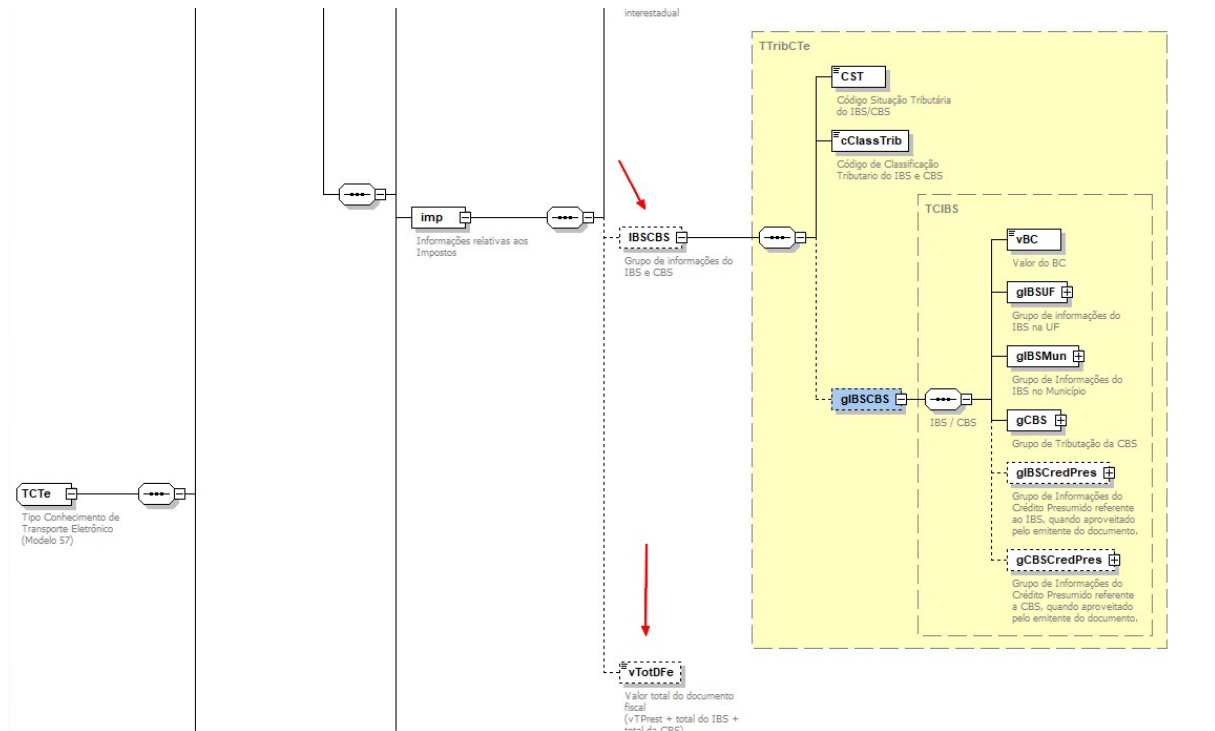 interestadual
TTribCTe
CST
Código Situação Tributária
do IBS/CBS
cClassTrib
Código de Classificação
Tributario do IBS e CBS
TCIBS
imp
Informações relativas aos
Impostos
IBSCBS
Grupo de informações do
IBS e CBS
vBC
Valor do BC
gIBSUF
Grupo de informações do
IBS na UF
gIBSMun
Grupo de Informações do
IBS no Município
gIBSCBS
IBS / CBS
gCBS
Grupo de Tributação da CBS
gIBSCredPres
Grupo de Informações do
Crédito Presumido referente
ao IBS, quando aproveitado
pelo emitente do documento.
gCBSCredPres
Grupo de Informações do
Crédito Presumido referente
a CBS, quando aproveitado
pelo emitente do documento.
TCTe
Tipo Conhecimento de
Transporte Eletrônico
(Modelo 57)
vTotDFe
Valor total do documento
fiscal
(vTPrest + total do IBS +
total da CBS)